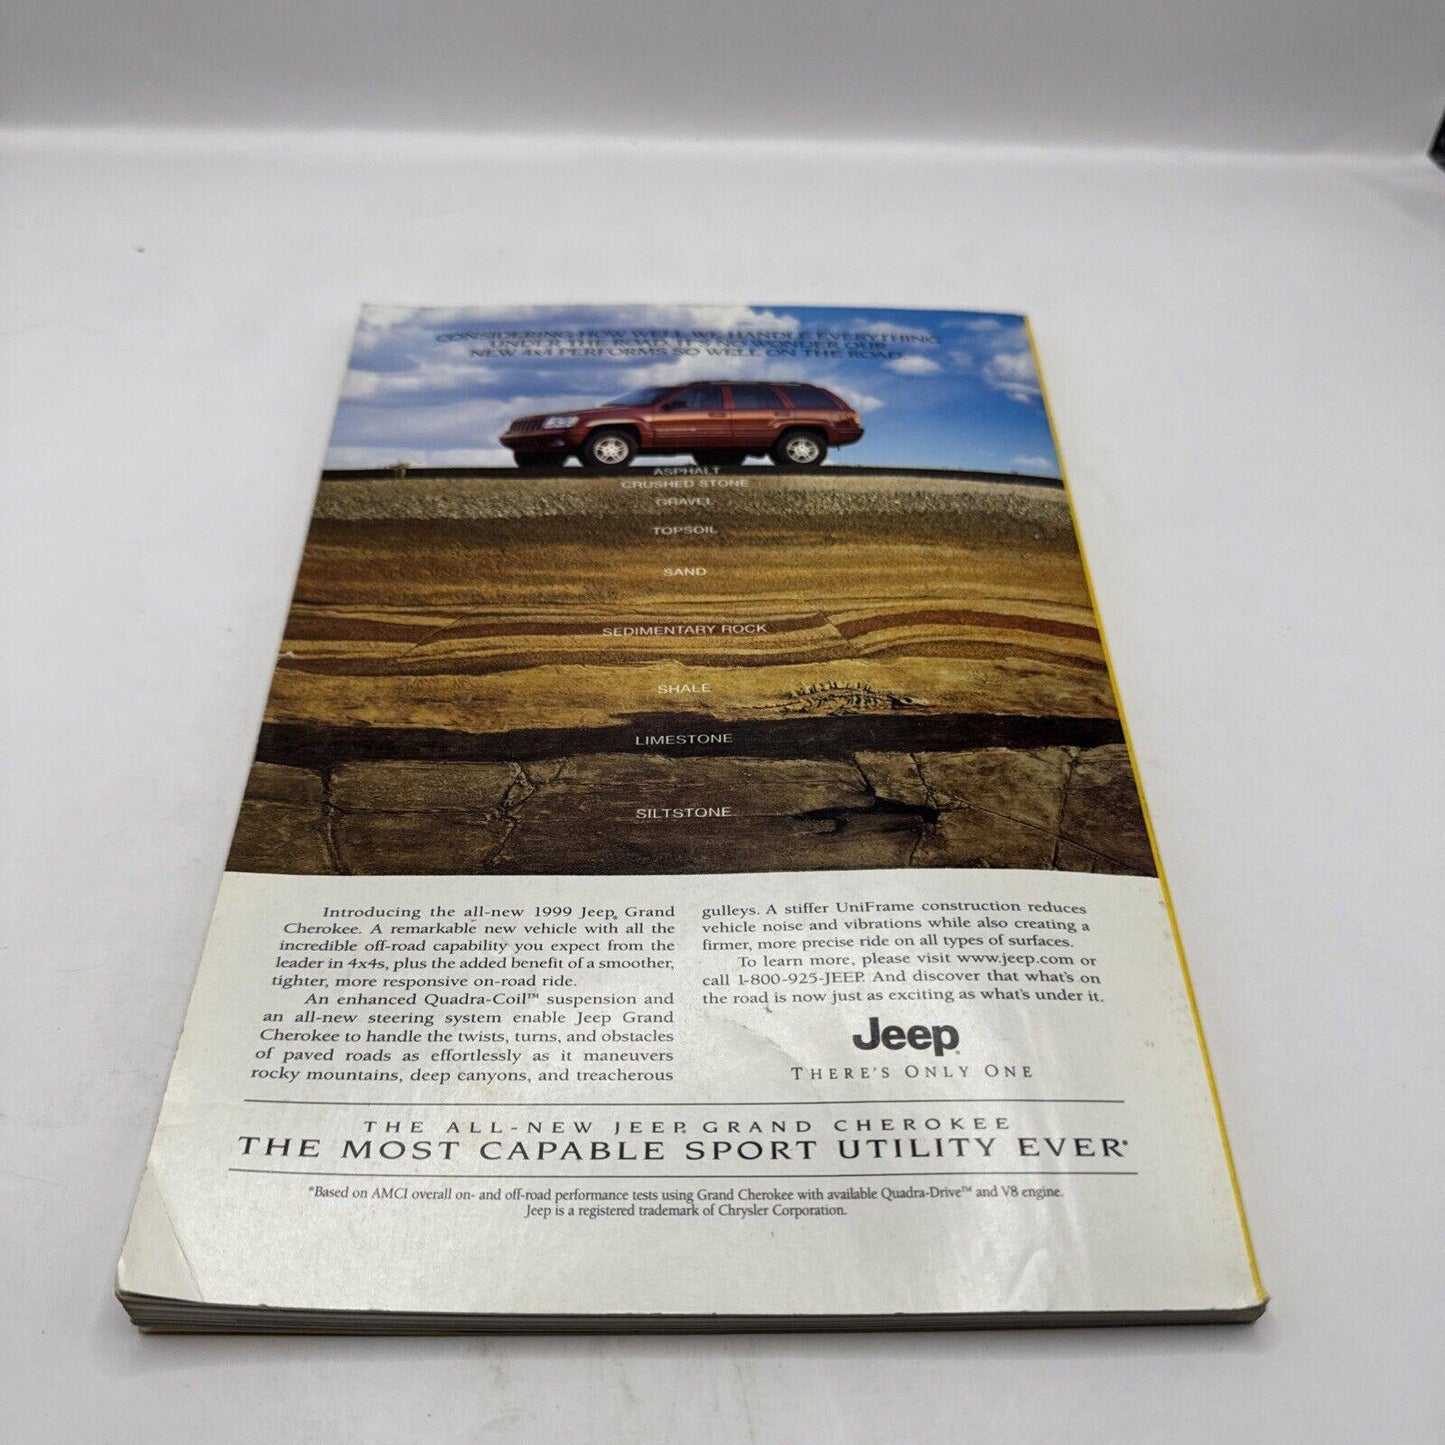 CONSIDERING HOW WELL WE HANDLE EVERYTHING
UNDER THE ROAD, IT'S NO WONDER OUR
NEW 4x4 PERFORMS SO WELL ON THE ROAD.
ASPHALT
CRUSHED STONE
GRAVEL
TOPSOIL
SAND
SEDIMENTARY ROCK
SHALE
LIMESTONE
SILTSTONE
Introducing the all-new 1999 Jeep® Grand
Cherokee. A remarkable new vehicle with all the
incredible off-road capability you expect from the
leader in 4x4s, plus the added benefit of a smoother,
tighter, more responsive on-road ride.
An enhanced Quadra-Coil™ suspension and
an all-new steering system enable Jeep Grand
Cherokee to handle the twists, turns, and obstacles
of paved roads as effortlessly as it maneuvers
rocky mountains, deep canyons, and treacherous
gulleys. A stiffer UniFrame construction reduces
vehicle noise and vibrations while also creating a
firmer, more precise ride on all types of surfaces.
To learn more, please visit www.jeep.com or
call 1-800-925-JEEP. And discover that what's on
the road is now just as exciting as what's under it.
Jeep®
THERE'S ONLY ONE
THE ALL-NEW JEEP® GRAND CHEROKEE
THE MOST CAPABLE SPORT UTILITY EVER*
*Based on AMCI overall on- and off-road performance tests using Grand Cherokee with available Quadra-Drive™ and V8 engine.
Jeep is a registered trademark of Chrysler Corporation.